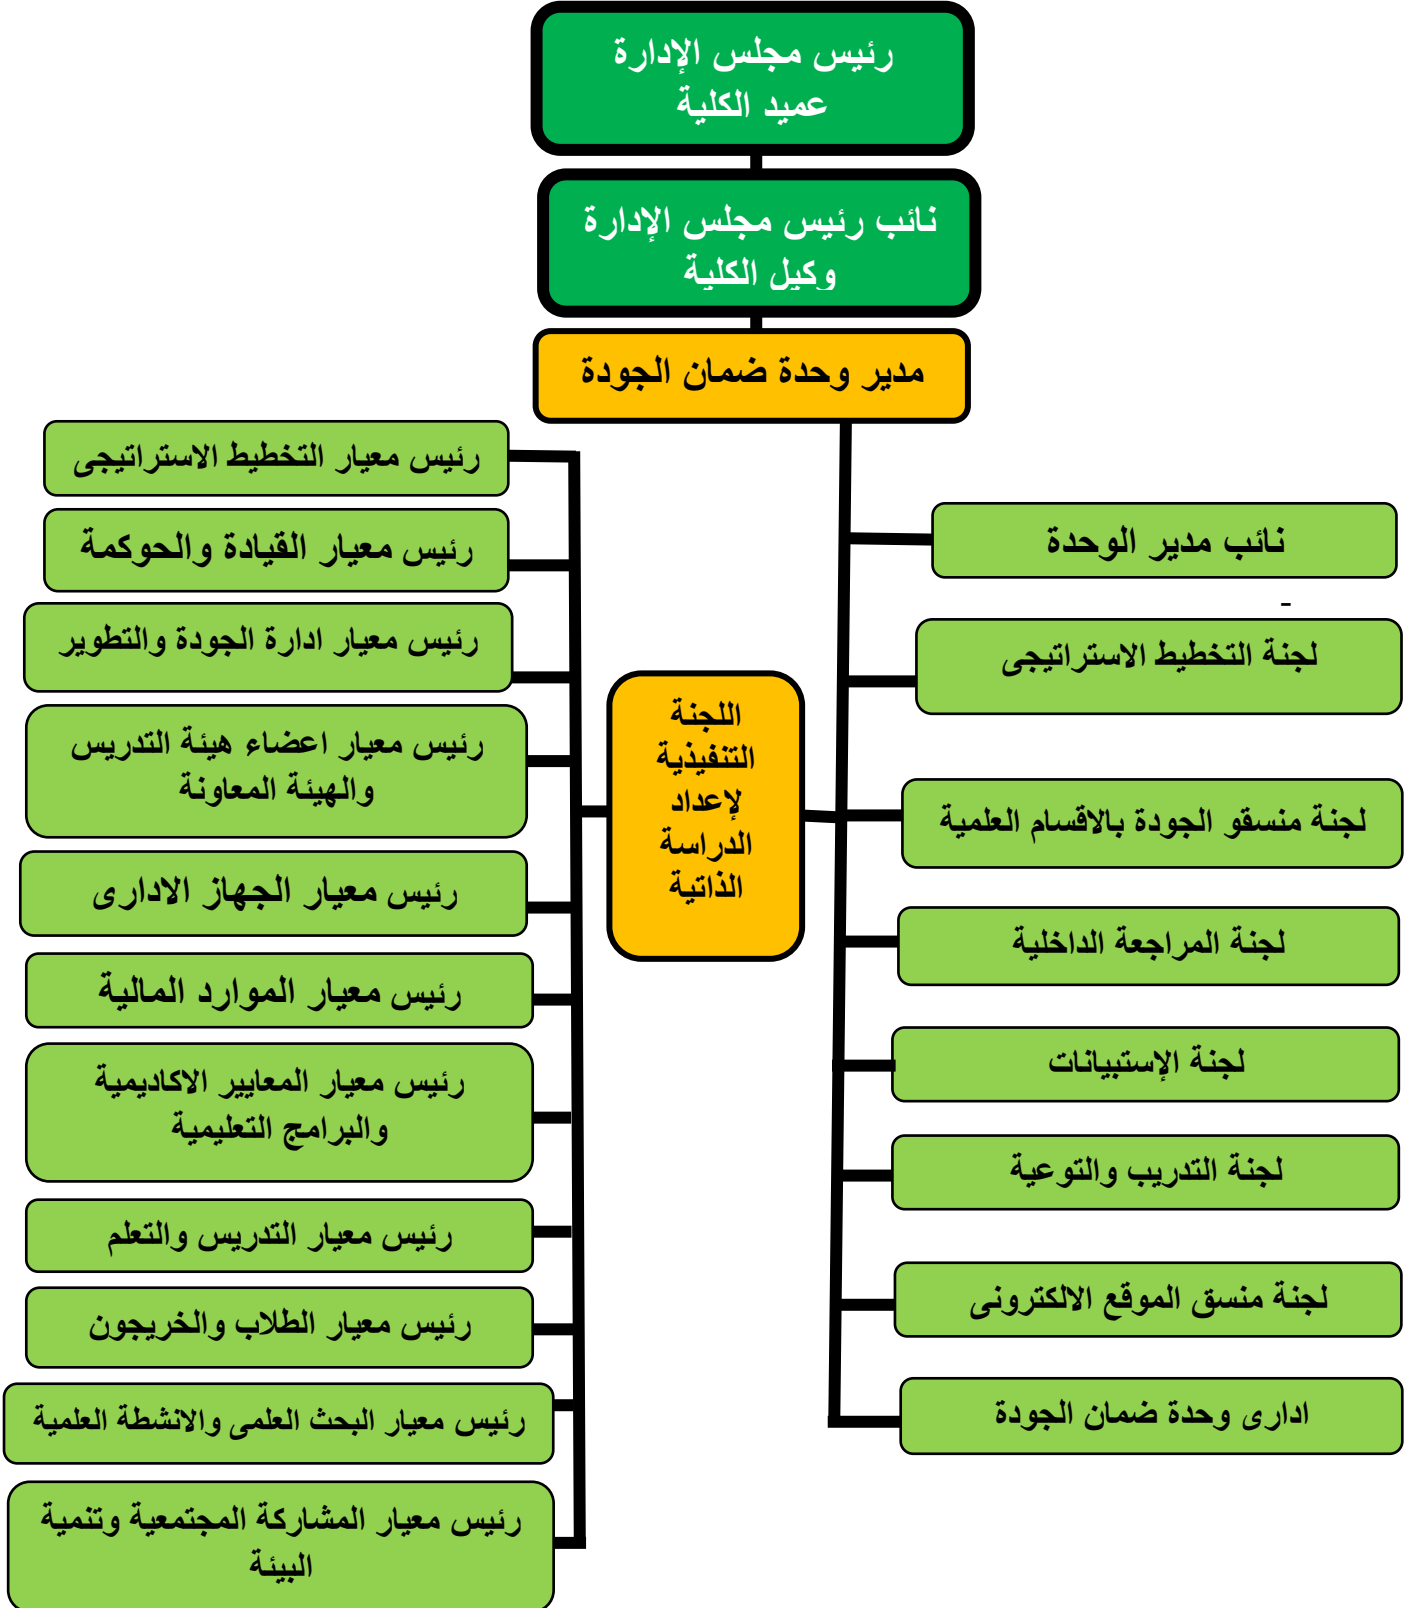 رئيس مجلس الإدارة
عميد الكلية
نائب رئيس مجلس الإدارة
وكيل الكلية
مدير وحدة ضمان الجودة
نائب مدير الوحدة
-
لجنة التخطيط الاستراتيجى
لجنة منسقو الجودة بالاقسام العلمية
لجنة المراجعة الداخلية
لجنة الإستبيانات
لجنة التدريب والتوعية
لجنة منسق الموقع الالكترونى
ادارى وحدة ضمان الجودة
اللجنة
التنفيذية
لإعداد
الدراسة
الذاتية
رئيس معيار التخطيط الاستراتيجى
رئيس معيار القيادة والحوكمة
رئيس معيار ادارة الجودة والتطوير
رئيس معيار اعضاء هيئة التدريس
والهيئة المعاونة
رئيس معيار الجهاز الادارى
رئيس معيار الموارد المالية
رئيس معيار المعايير الاكاديمية
والبرامج التعليمية
رئيس معيار التدريس والتعلم
رئيس معيار الطلاب والخريجون
رئيس معيار البحث العلمى والانشطة العلمية
رئيس معيار المشاركة المجتمعية وتنمية
البيئة